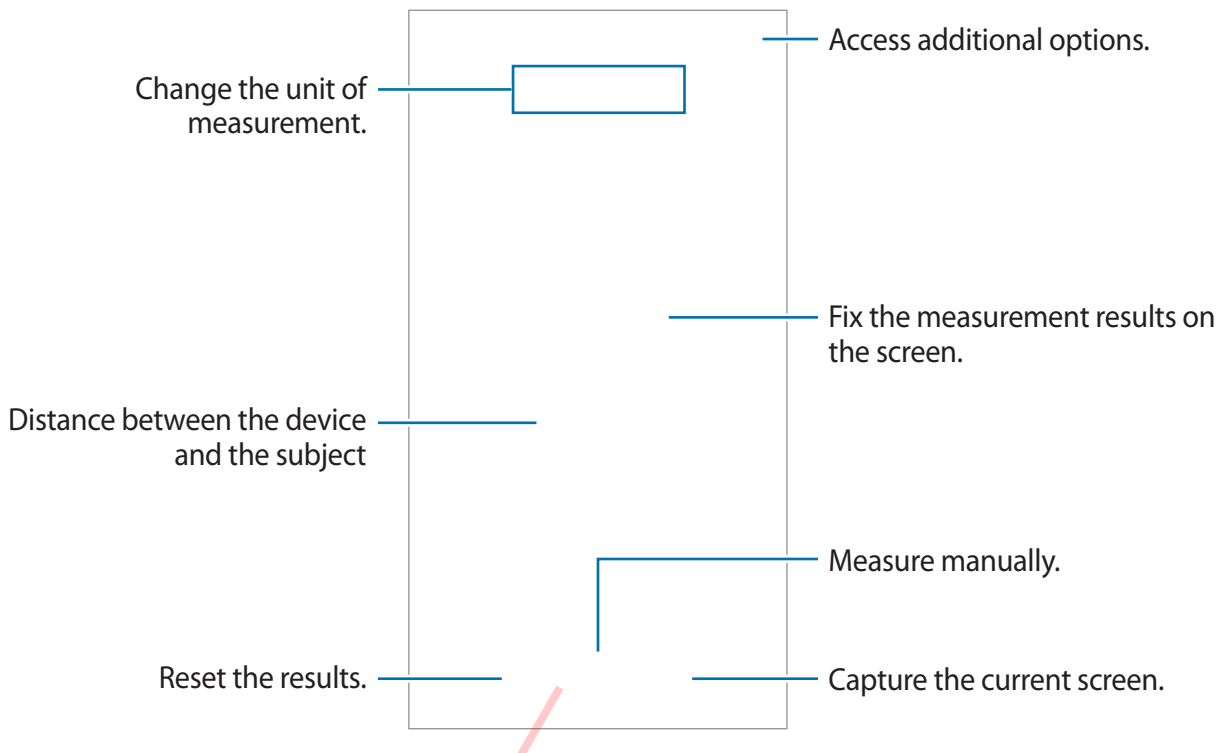 Access additional options.
Change the unit of
measurement.
Fix the measurement results on
the screen.
Distance between the device
and the subject
Measure manually.
Reset the results.
Capture the current screen.